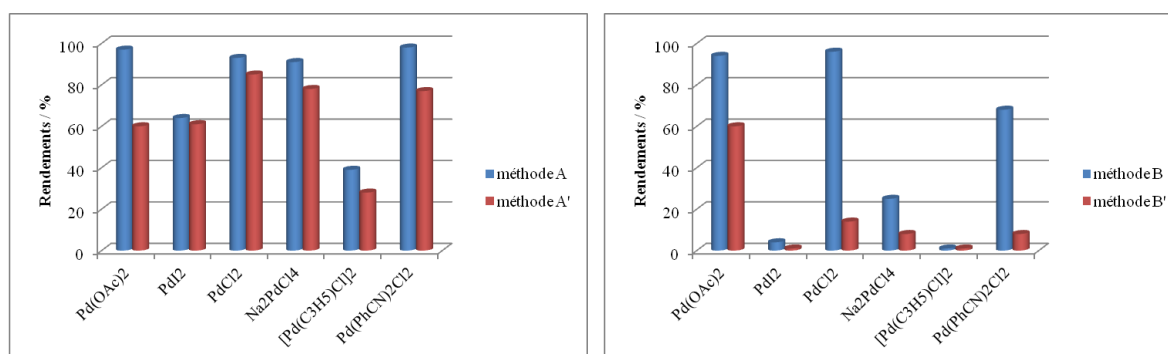 Rendements / %
100
80
60
40
20
0
Pd(OAc)2
PdI2
PdCl2
Na2PdCl4
[Pd(C3H5)Cl]2
Pd(PhCN)2Cl2
méthode A
méthode A'
Rendements / %
100
80
60
40
20
0
Pd(OAc)2
PdI2
PdCl2
Na2PdCl4
[Pd(C3H5)Cl]2
Pd(PhCN)2Cl2
méthode B
méthode B'